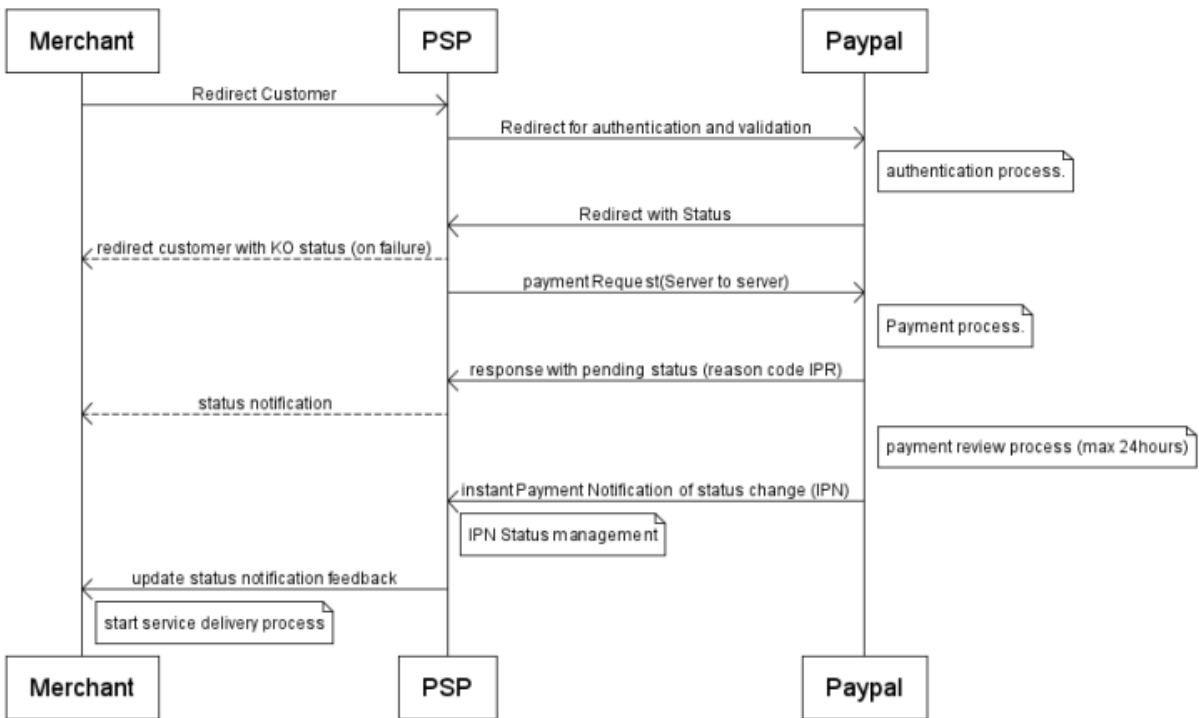 Merchant
PSP
Paypal
Redirect Customer
Redirect for authentication and validation
authentication process.
Redirect with Status
redirect customer with KO status (on failure)
payment Request(Server to server)
Payment process.
response with pending status (reason code IPR)
status notification
payment review process (max 24hours)
instant Payment Notification of status change (IPN)
IPN Status management
update status notification feedback
start service delivery process
Merchant
PSP
Paypal